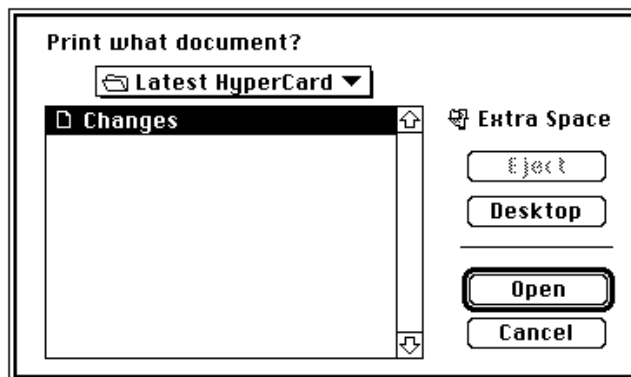 Print what document?
Latest HyperCard
Changes
Extra Space
Eject
Desktop
Open
Cancel